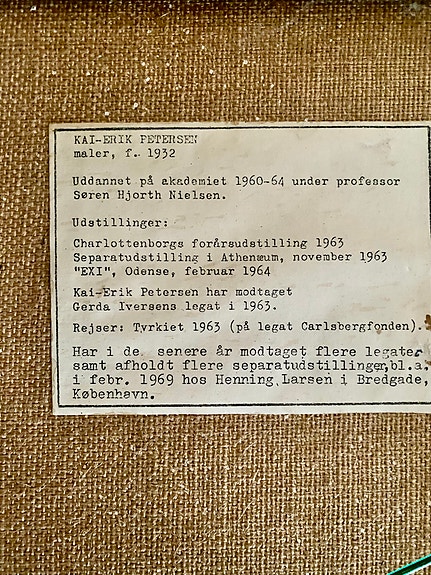 KAI-ERIK PETERSEN
maler, f. 1932
Uddannet på akademiet 1960-64 under professor
Søren Hjorth Nielsen.
Udstillinger:
Charlottenborgs forårsudstilling 1963
Separatudstilling i Athenæum, november 1963
"EXI", Odense, februar 1964
Kai-Erik Petersen har modtaget
Gerda Iversens legat i 1963.
Rejser: Tyrkiet 1963 (på legat Carlsbergfonden).
Har i de senere år modtaget flere legater
samt afholdt flere separatudstillinger,bl.a.
i febr. 1969 hos Henning Larsen i Bredgade,
København.